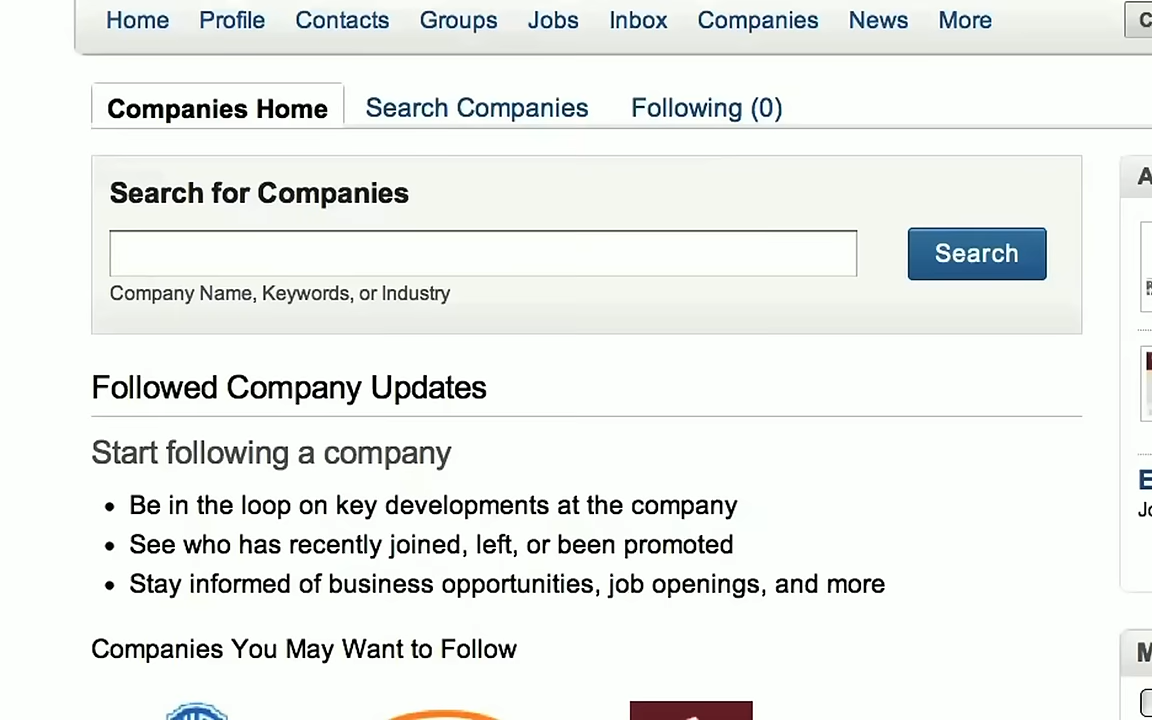 Home Profile Contacts Groups Jobs Inbox Companies News More
Companies Home Search Companies Following (0)
Search for Companies
Search
Company Name, Keywords, or Industry
Followed Company Updates
Start following a company
• Be in the loop on key developments at the company
• See who has recently joined, left, or been promoted
• Stay informed of business opportunities, job openings, and more
Companies You May Want to Follow